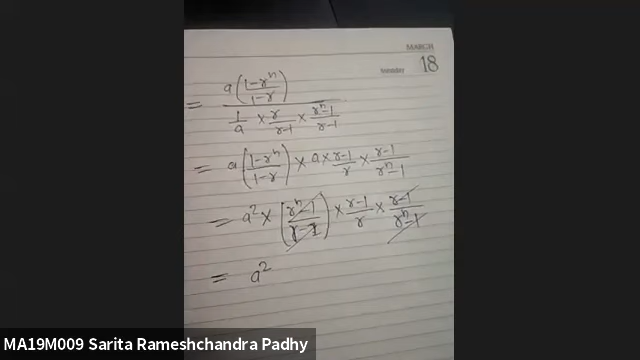 MARCH
18
= a((1-r^n)/(1-r)) / (1/a × r/(r-1) × (r^n-1)/(r-1))
= a((1-r^n)/(1-r)) × a × (r-1)/r × (r-1)/(r^n-1)
= a^2 × ((r^n-1)/(r-1)) × (r-1)/r × (r-1)/(r^n-1)
= a^2
MA19M009 Sarita Rameshchandra Padhy